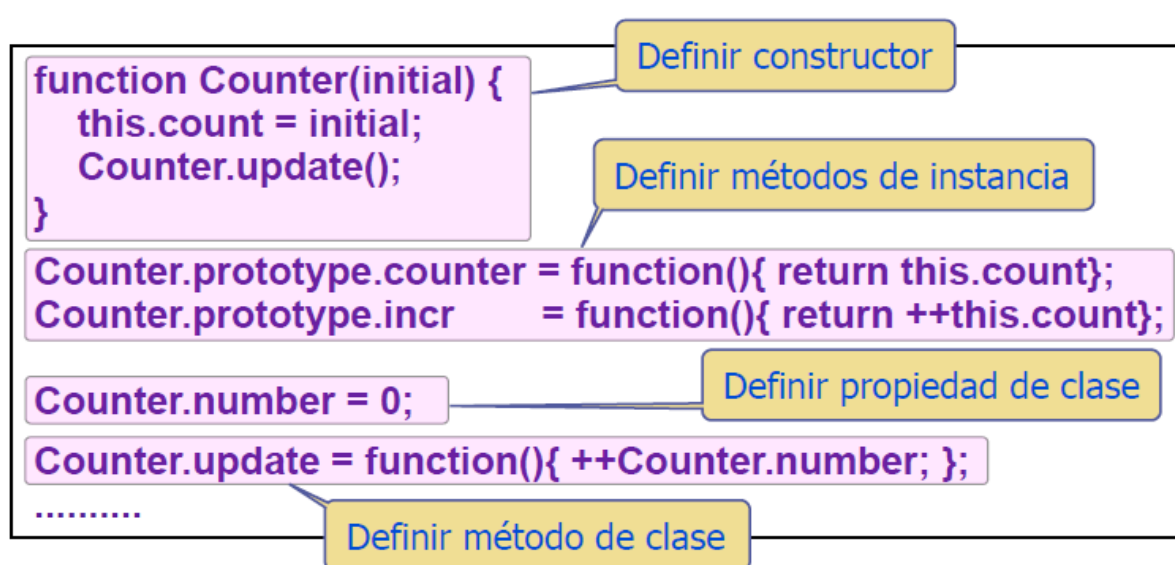 Definir constructor
function Counter(initial) {
this.count = initial;
Counter.update();
}
Definir métodos de instancia
Counter.prototype.counter = function(){ return this.count};
Counter.prototype.incr = function(){ return ++this.count};
Counter.number = 0;
Definir propiedad de clase
Counter.update = function(){ ++Counter.number; };
..........
Definir método de clase